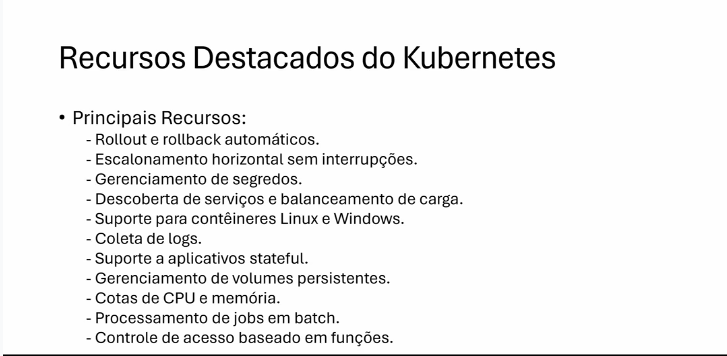 Recursos Destacados do Kubernetes
• Principais Recursos:
- Rollout e rollback automáticos.
- Escalonamento horizontal sem interrupções.
- Gerenciamento de segredos.
- Descoberta de serviços e balanceamento de carga.
- Suporte para contêineres Linux e Windows.
- Coleta de logs.
- Suporte a aplicativos stateful.
- Gerenciamento de volumes persistentes.
- Cotas de CPU e memória.
- Processamento de jobs em batch.
- Controle de acesso baseado em funções.